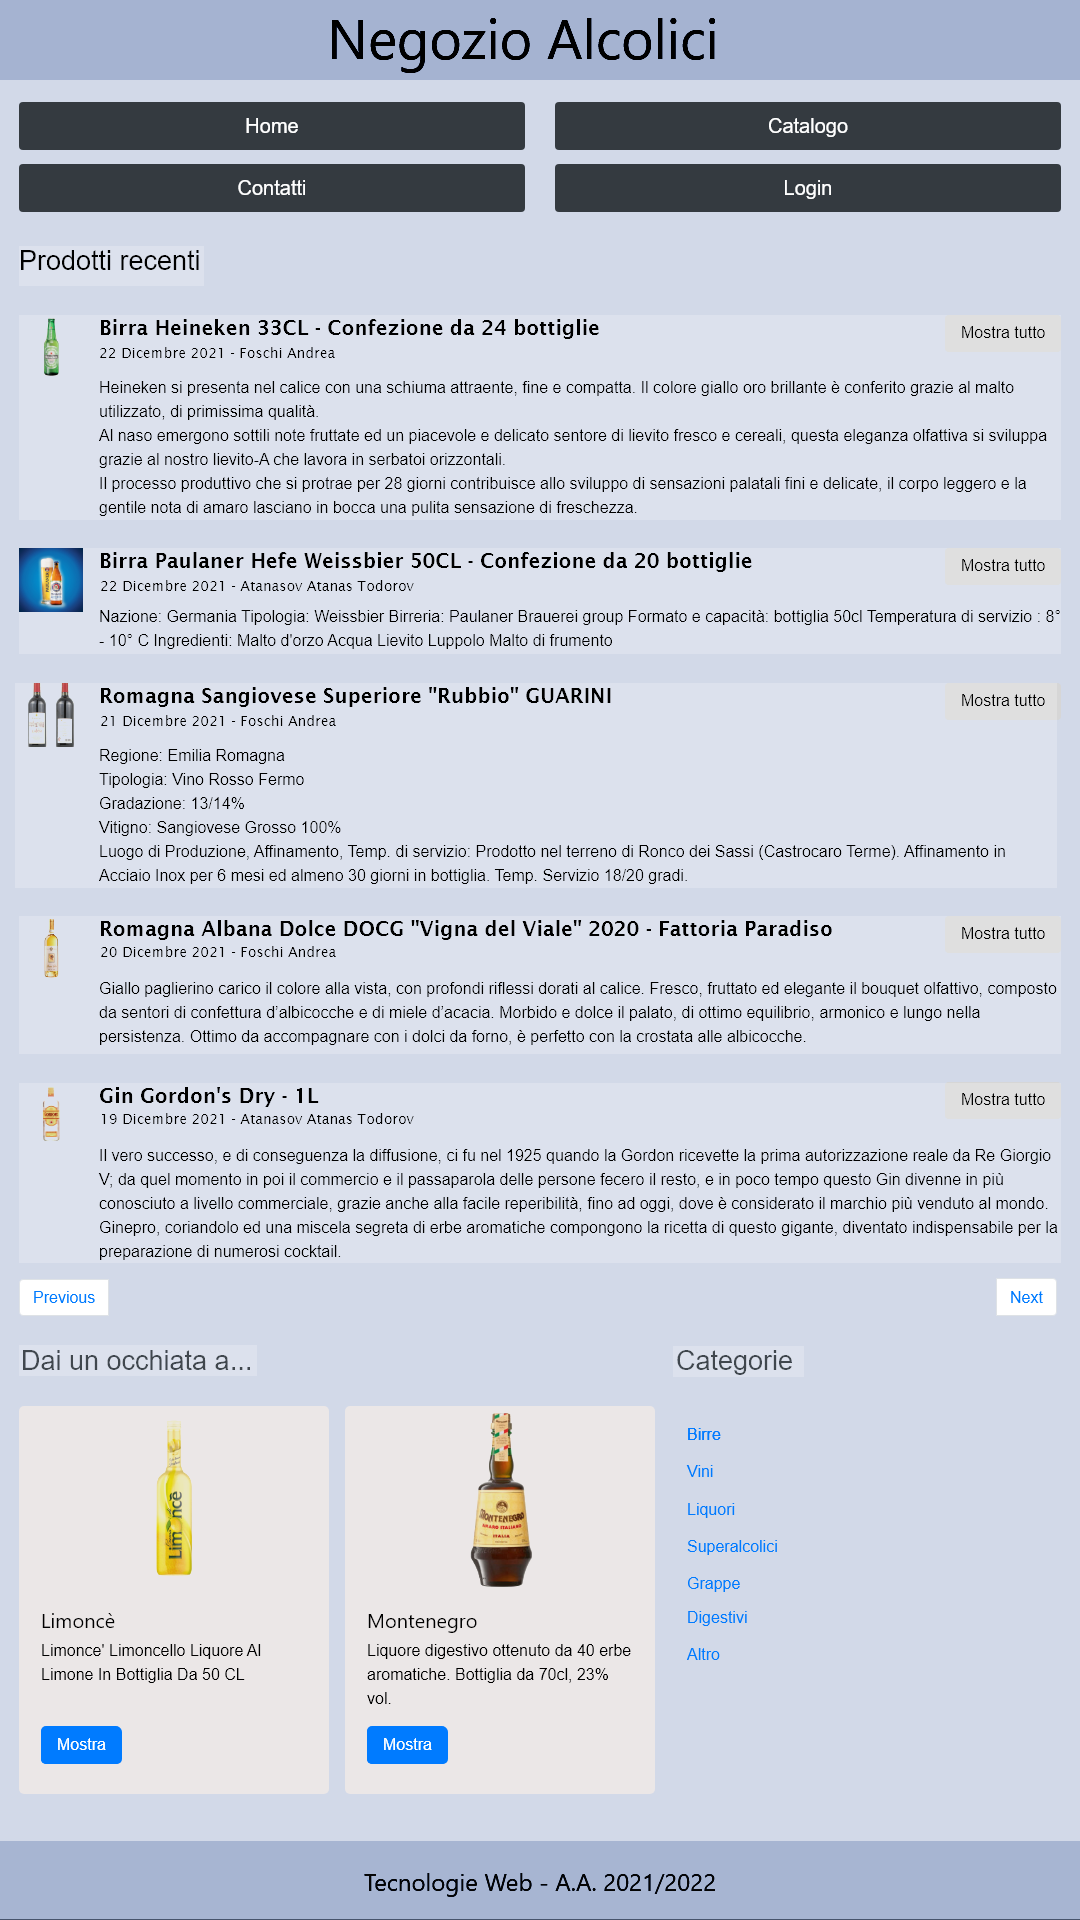 Negozio Alcolici
Home
Catalogo
Contatti
Login
Prodotti recenti
Birra Heineken 33CL - Confezione da 24 bottiglie
Mostra tutto
22 Dicembre 2021 - Foschi Andrea
Heineken si presenta nel calice con una schiuma attraente, fine e compatta. Il colore giallo oro brillante è conferito grazie al malto
utilizzato, di primissima qualità.
Al naso emergono sottili note fruttate ed un piacevole e delicato sentore di lievito fresco e cereali, questa eleganza olfattiva si sviluppa
grazie al nostro lievito-A che lavora in serbatoi orizzontali.
Il processo produttivo che si protrae per 28 giorni contribuisce allo sviluppo di sensazioni palatali fini e delicate, il corpo leggero e la
gentile nota di amaro lasciano in bocca una pulita sensazione di freschezza.
Birra Paulaner Hefe Weissbier 50CL - Confezione da 20 bottiglie
Mostra tutto
22 Dicembre 2021 - Atanasov Atanas Todorov
Nazione: Germania Tipologia: Weissbier Birreria: Paulaner Brauerei group Formato e capacità: bottiglia 50cl Temperatura di servizio : 8°
- 10° C Ingredienti: Malto d'orzo Acqua Lievito Luppolo Malto di frumento
Romagna Sangiovese Superiore "Rubbio" GUARINI
Mostra tutto
21 Dicembre 2021 - Foschi Andrea
Regione: Emilia Romagna
Tipologia: Vino Rosso Fermo
Gradazione: 13/14%
Vitigno: Sangiovese Grosso 100%
Luogo di Produzione, Affinamento, Temp. di servizio: Prodotto nel terreno di Ronco dei Sassi (Castrocaro Terme). Affinamento in
Acciaio Inox per 6 mesi ed almeno 30 giorni in bottiglia. Temp. Servizio 18/20 gradi.
Romagna Albana Dolce DOCG "Vigna del Viale" 2020 - Fattoria Paradiso
Mostra tutto
20 Dicembre 2021 - Foschi Andrea
Giallo paglierino carico il colore alla vista, con profondi riflessi dorati al calice. Fresco, fruttato ed elegante il bouquet olfattivo, composto
da sentori di confettura d’albicocche e di miele d’acacia. Morbido e dolce il palato, di ottimo equilibrio, armonico e lungo nella
persistenza. Ottimo da accompagnare con i dolci da forno, è perfetto con la crostata alle albicocche.
Gin Gordon's Dry - 1L
Mostra tutto
19 Dicembre 2021 - Atanasov Atanas Todorov
Il vero successo, e di conseguenza la diffusione, ci fu nel 1925 quando la Gordon ricevette la prima autorizzazione reale da Re Giorgio
V; da quel momento in poi il commercio e il passaparola delle persone fecero il resto, e in poco tempo questo Gin divenne in più
conosciuto a livello commerciale, grazie anche alla facile reperibilità, fino ad oggi, dove è considerato il marchio più venduto al mondo.
Ginepro, coriandolo ed una miscela segreta di erbe aromatiche compongono la ricetta di questo gigante, diventato indispensabile per la
preparazione di numerosi cocktail.
Previous
Next
Dai un occhiata a...
Limoncè
MONTENEGRO
AMARO ITALIANO
ITALIA
Limoncè
Limonce' Limoncello Liquore Al
Limone In Bottiglia Da 50 CL
Mostra
Montenegro
Liquore digestivo ottenuto da 40 erbe
aromatiche. Bottiglia da 70cl, 23%
vol.
Mostra
Categorie
Birre
Vini
Liquori
Superalcolici
Grappe
Digestivi
Altro
Tecnologie Web - A.A. 2021/2022